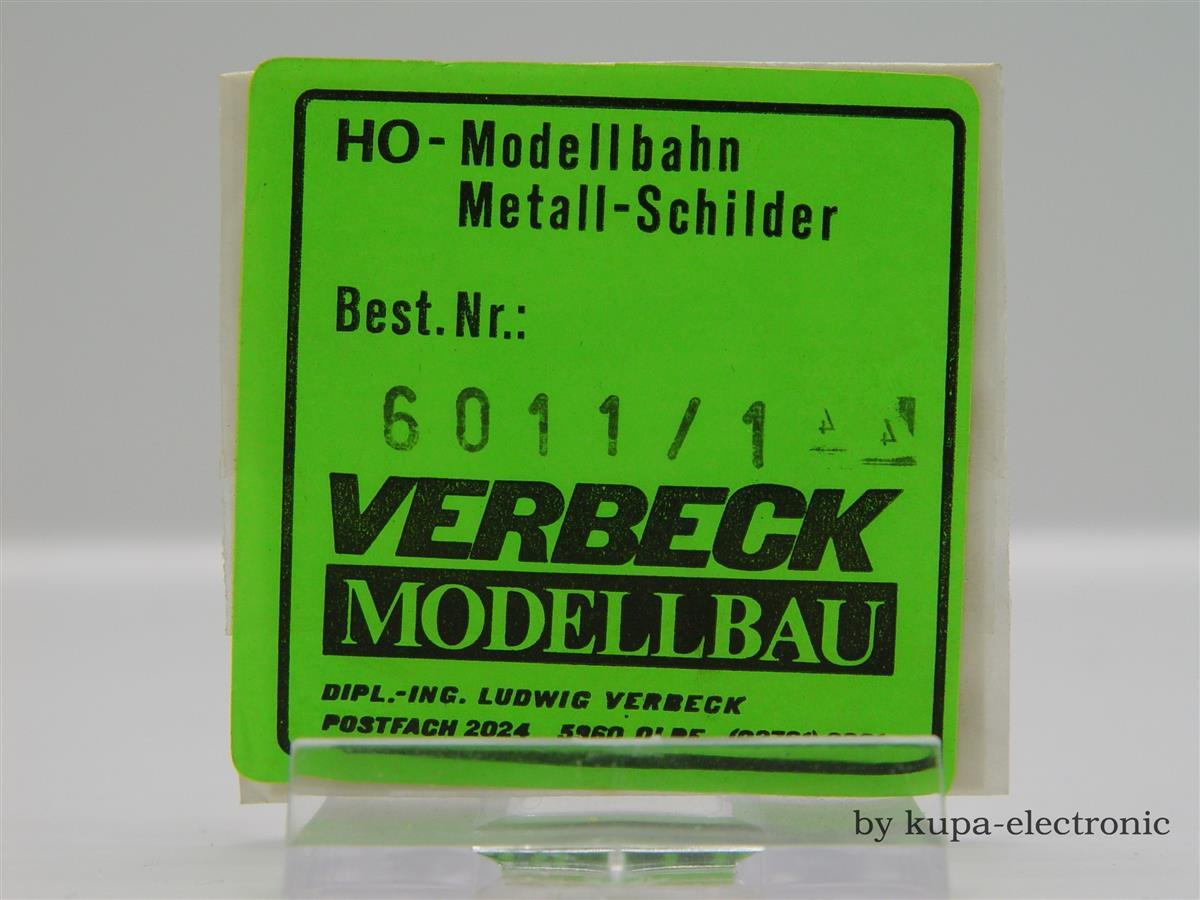 HO-Modellbahn
Metall-Schilder
Best.Nr.:
6011/1
VERBECK
MODELLBAU
DIPL.-ING. LUDWIG VERBECK
POSTFACH 2024
by kupa-electronic